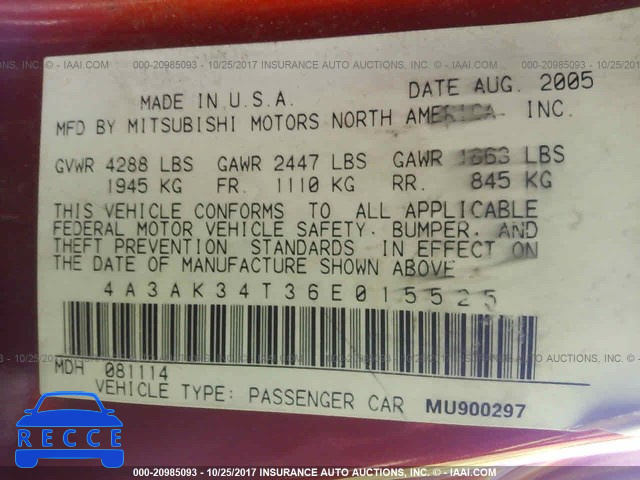 000-20985093 - 10/25/2017 INSURANCE AUTO AUCTIONS, INC. - © IAAI.COM
MADE IN U.S.A. DATE AUG. 2005
MFD BY MITSUBISHI MOTORS NORTH AMERICA. INC.
GVWR 4288 LBS GAWR 2447 LBS GAWR 1863 LBS
1945 KG FR. 1110 KG RR. 845 KG
THIS VEHICLE CONFORMS TO ALL APPLICABLE
FEDERAL MOTOR VEHICLE SAFETY. BUMPER. AND
THEFT PREVENTION STANDARDS IN EFFECT ON
THE DATE OF MANUFACTURE SHOWN ABOVE
4A3AK34T36E015525
MDH 081114
VEHICLE TYPE: PASSENGER CAR MU900297
RECCE
000-20985093 - 10/25/2017 INSURANCE AUTO AUCTIONS, INC. - © IAAI.COM